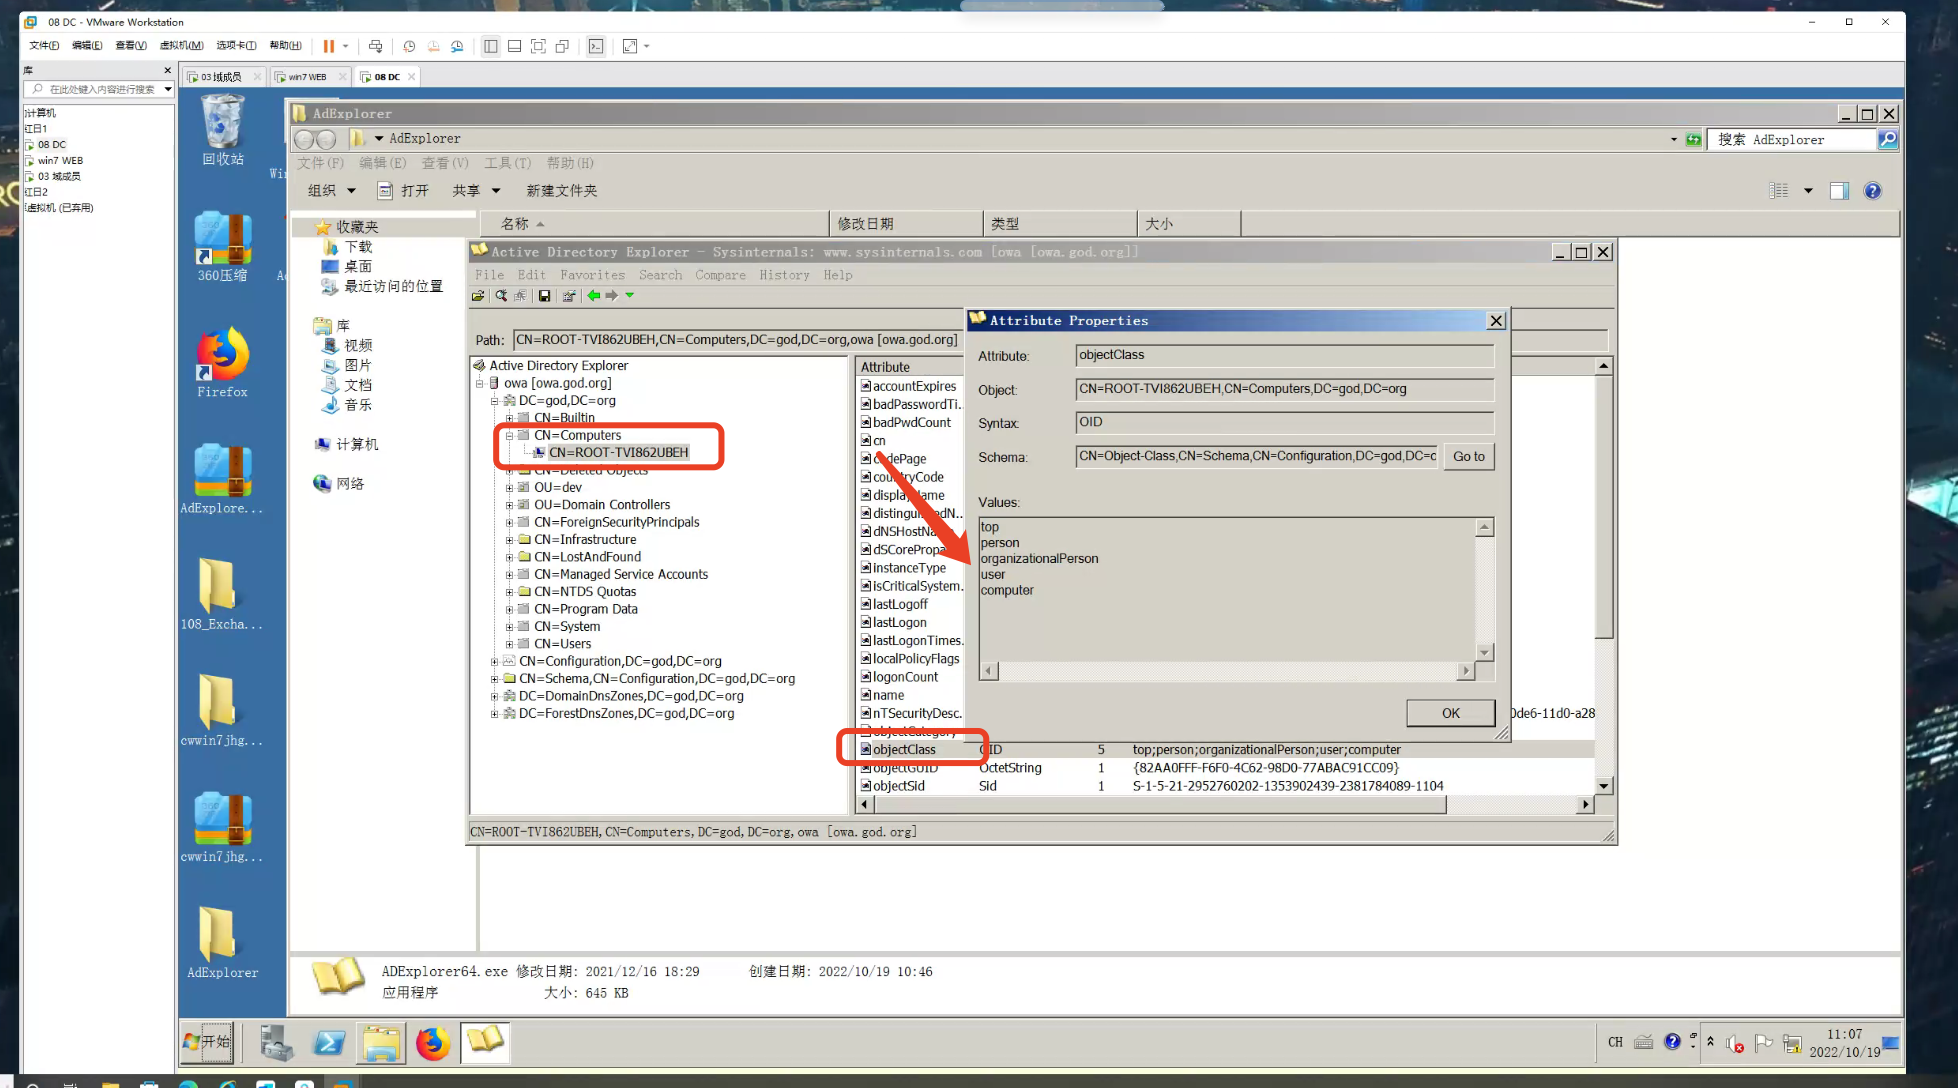 08 DC - VMware Workstation
文件(F) 编辑(E) 查看(V) 虚拟机(M) 选项卡(T) 帮助(H)
库
在此处键入内容进行搜索
计算机
红日1
08 DC
win7 WEB
03 域成员
红日2
虚拟机 (已弃用)
03 域成员
win7 WEB
08 DC
回收站
360压缩
Firefox
AdExplore...
108_Excha...
cwwin7jhg...
cwwin7jhg...
AdExplorer
AdExplorer
AdExplorer
搜索 AdExplorer
文件(F) 编辑(E) 查看(V) 工具(T) 帮助(H)
组织 打开 共享 新建文件夹
名称 修改日期 类型 大小
收藏夹
下载
桌面
最近访问的位置
库
视频
图片
文档
音乐
计算机
网络
Active Directory Explorer - Sysinternals: www.sysinternals.com [owa [owa.god.org]]
File Edit Favorites Search Compare History Help
Path: CN=ROOT-TVI862UBEH,CN=Computers,DC=god,DC=org,owa [owa.god.org]
Active Directory Explorer
owa [owa.god.org]
DC=god,DC=org
CN=Builtin
CN=Computers
CN=ROOT-TVI862UBEH
CN=Deleted Objects
OU=dev
OU=Domain Controllers
CN=ForeignSecurityPrincipals
CN=Infrastructure
CN=LostAndFound
CN=Managed Service Accounts
CN=NTDS Quotas
CN=Program Data
CN=System
CN=Users
CN=Configuration,DC=god,DC=org
CN=Schema,CN=Configuration,DC=god,DC=org
DC=DomainDnsZones,DC=god,DC=org
DC=ForestDnsZones,DC=god,DC=org
Attribute
accountExpires
badPasswordTi...
badPwdCount
cn
codePage
countryCode
displayName
distinguishedN...
dNSHostName
dSCorePropa
instanceType
isCriticalSystem...
lastLogoff
lastLogon
lastLogonTimes...
localPolicyFlags
logonCount
name
nTSecurityDesc...
0de6-11d0-a28
objectCategory
objectClass OID 5 top;person;organizationalPerson;user;computer
objectGUID OctetString 1 {82AA0FFF-F6F0-4C62-98D0-77ABAC91CC09}
objectSid Sid 1 S-1-5-21-2952760202-1353902439-2381784089-1104
Attribute Properties
Attribute: objectClass
Object: CN=ROOT-TVI862UBEH,CN=Computers,DC=god,DC=org
Syntax: OID
Schema: CN=Object-Class,CN=Schema,CN=Configuration,DC=god,DC=o Go to
Values:
top
person
organizationalPerson
user
computer
OK
CN=ROOT-TVI862UBEH,CN=Computers,DC=god,DC=org,owa [owa.god.org]
ADExplorer64.exe 修改日期: 2021/12/16 18:29 创建日期: 2022/10/19 10:46
应用程序 大小: 645 KB
开始
CH
11:07
2022/10/19